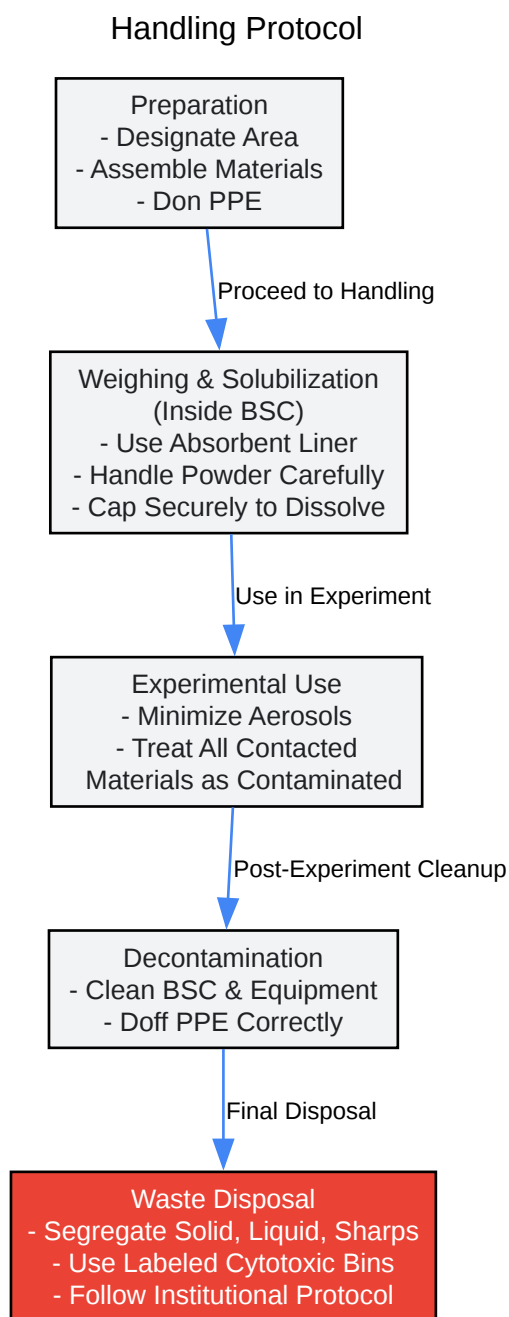 Handling Protocol
Preparation
- Designate Area
- Assemble Materials
- Don PPE
Proceed to Handling
Weighing & Solubilization
(Inside BSC)
- Use Absorbent Liner
- Handle Powder Carefully
- Cap Securely to Dissolve
Use in Experiment
Experimental Use
- Minimize Aerosols
- Treat All Contacted
Materials as Contaminated
Post-Experiment Cleanup
Decontamination
- Clean BSC & Equipment
- Doff PPE Correctly
Final Disposal
Waste Disposal
- Segregate Solid, Liquid, Sharps
- Use Labeled Cytotoxic Bins
- Follow Institutional Protocol